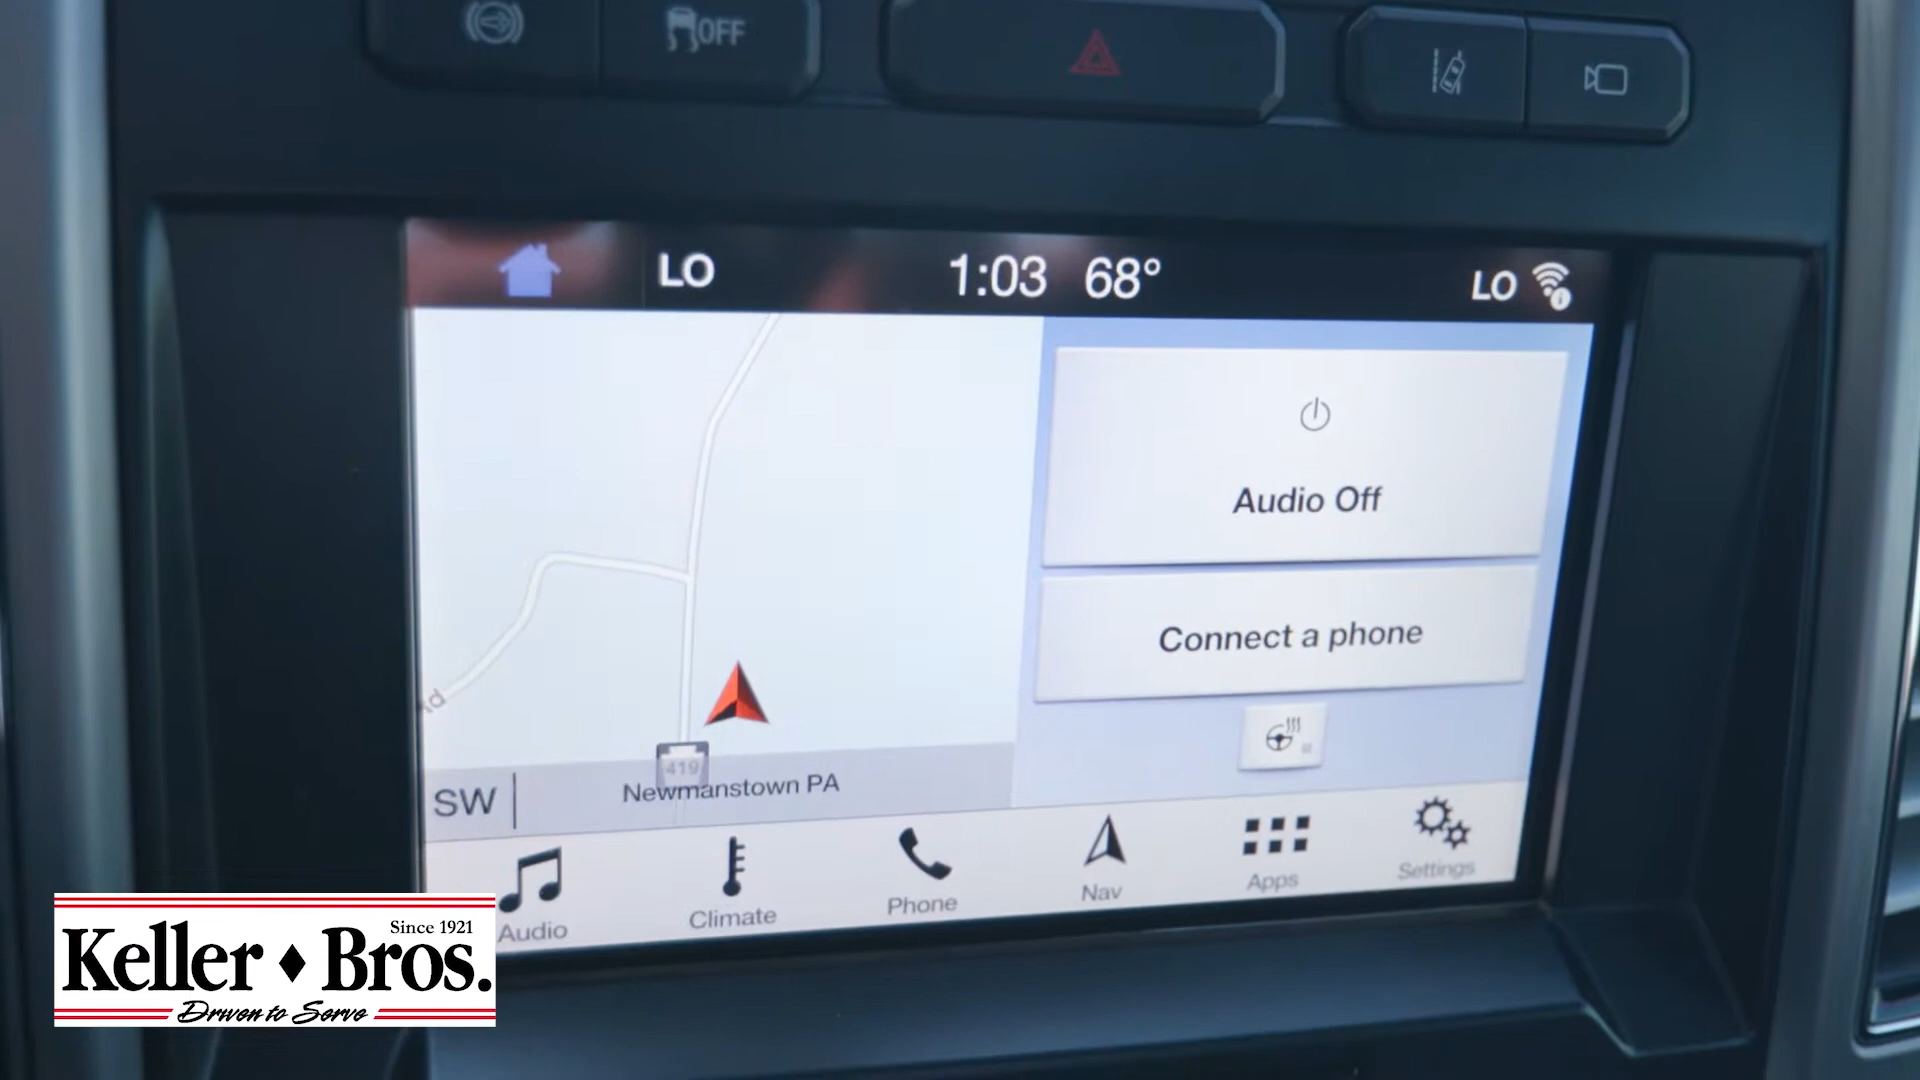 OFF
LO 1:03 68° LO
Audio Off
Connect a phone
419
SW Newmanstown PA
Audio Climate Phone Nav Apps Settings
Since 1921
Keller Bros.
Driven to Serve